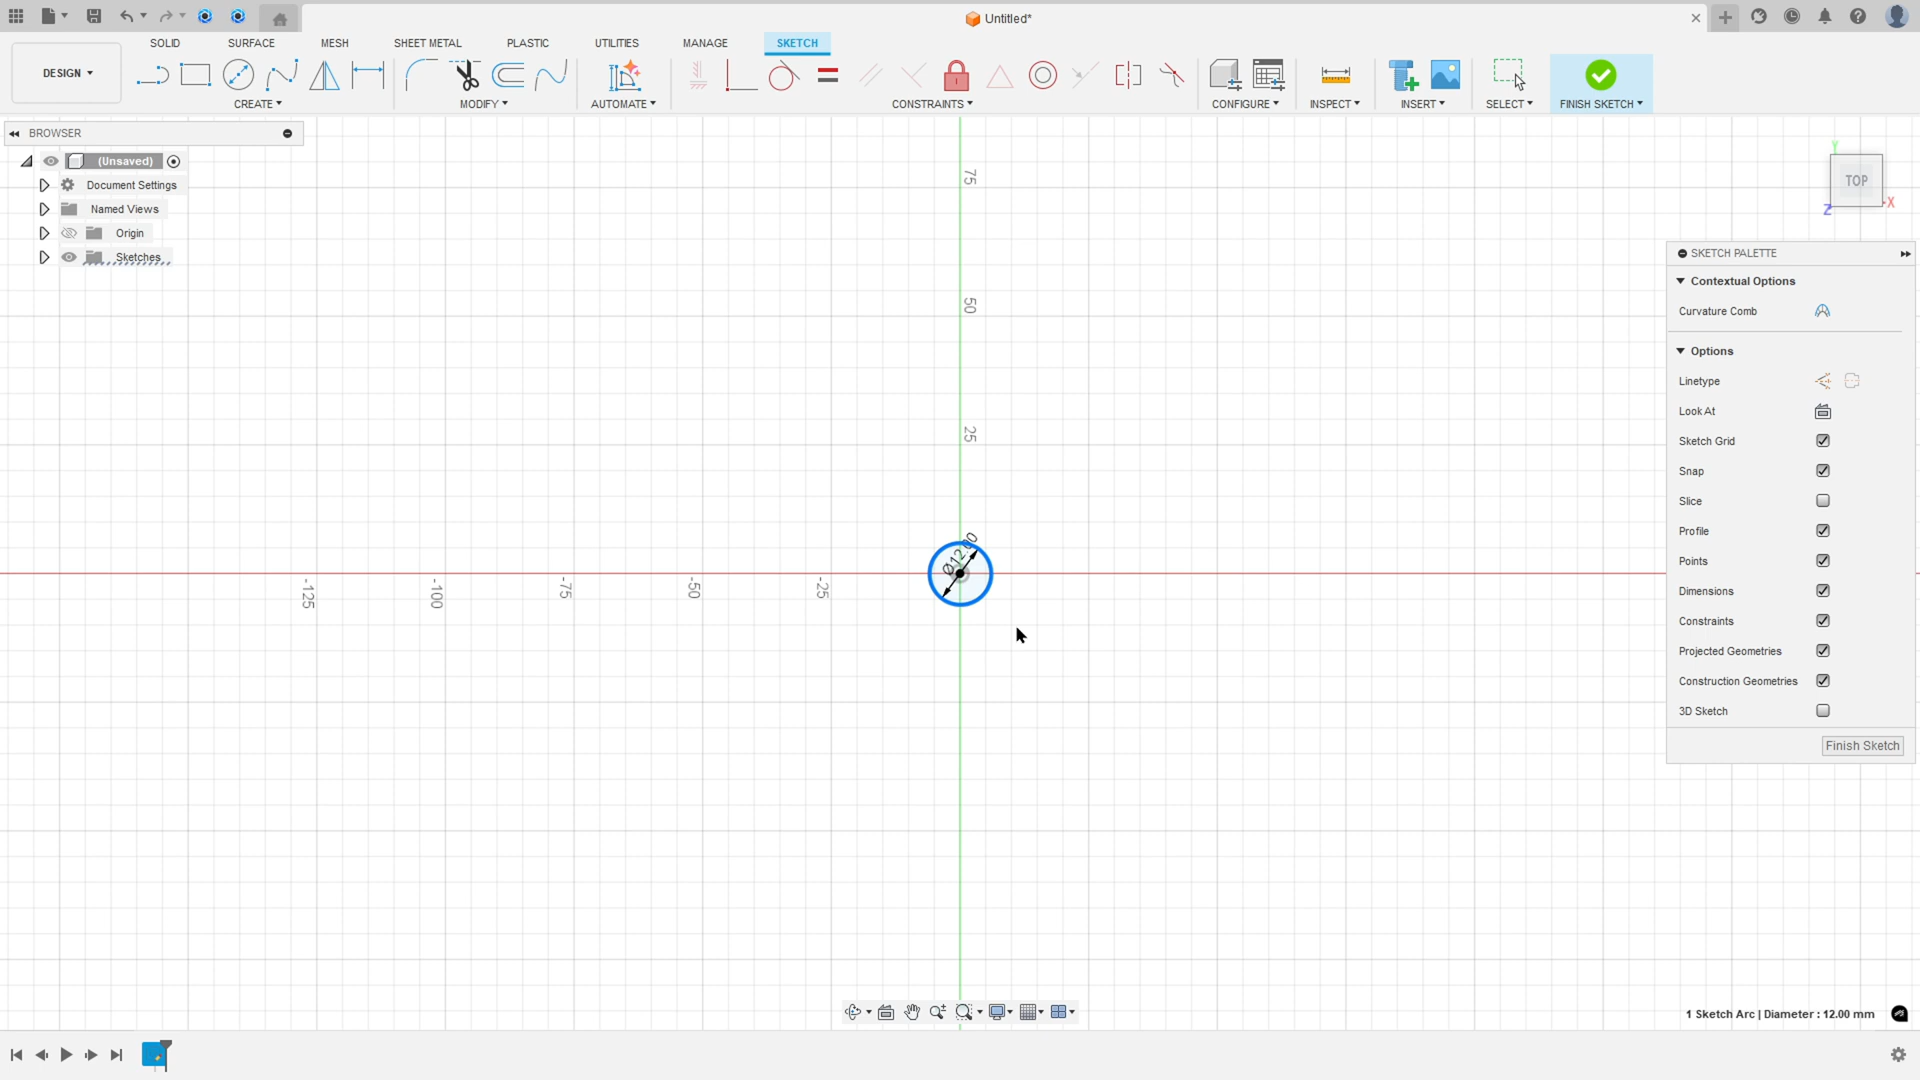 Untitled*
SOLID SURFACE MESH SHEET METAL PLASTIC UTILITIES MANAGE SKETCH
DESIGN
CREATE MODIFY AUTOMATE CONSTRAINTS CONFIGURE INSPECT INSERT SELECT FINISH SKETCH
BROWSER
(Unsaved)
Document Settings
Named Views
Origin
Sketches
75
50
25
Ø12.00
-125 -100 -75 -50 -25
TOP
Y
X
Z
SKETCH PALETTE
Contextual Options
Curvature Comb
Options
Linetype
Look At
Sketch Grid
Snap
Slice
Profile
Points
Dimensions
Constraints
Projected Geometries
Construction Geometries
3D Sketch
Finish Sketch
1 Sketch Arc | Diameter : 12.00 mm